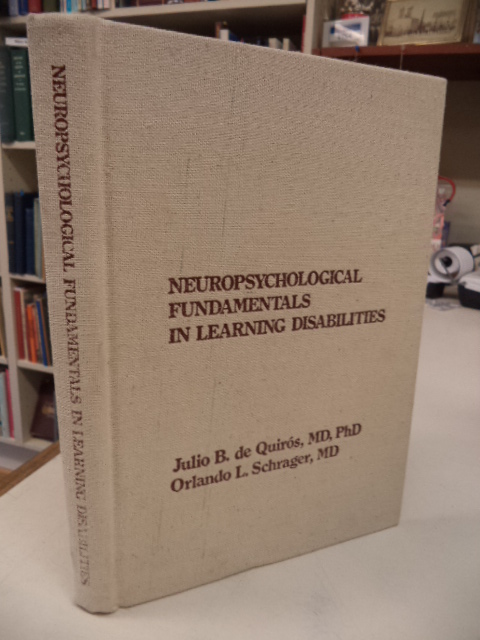 NEUROPSYCHOLOGICAL FUNDAMENTALS IN LEARNING DISABILITIES
NEUROPSYCHOLOGICAL
FUNDAMENTALS
IN LEARNING DISABILITIES
Julio B. de Quirós, MD, PhD
Orlando L. Schrager, MD